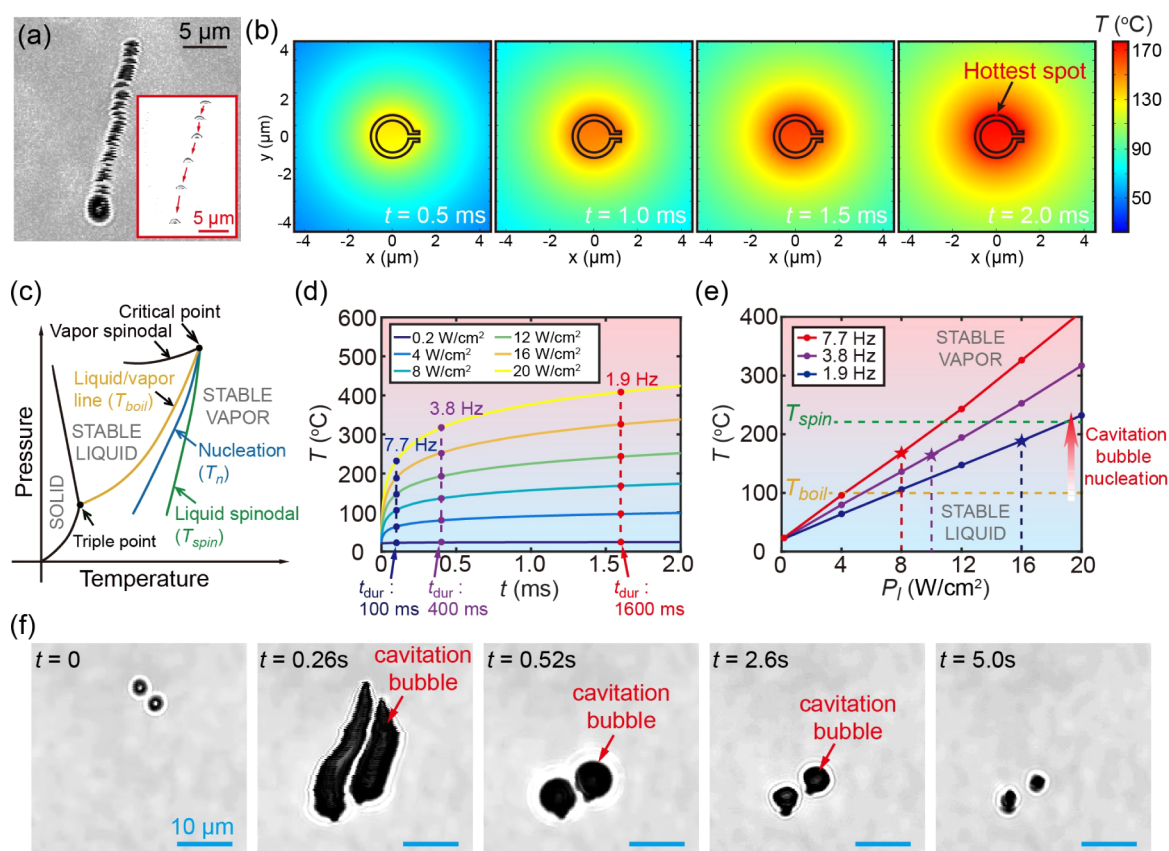 (a)
5 μm
5 μm
(b)
T (°C)
170
130
90
50
4
2
0
-2
-4
y (μm)
Hottest spot
t = 0.5 ms
t = 1.0 ms
t = 1.5 ms
t = 2.0 ms
-4 -2 0 2 4
-4 -2 0 2 4
-4 -2 0 2 4
-4 -2 0 2 4
x (μm)
x (μm)
x (μm)
x (μm)
(c)
Critical point
Vapor spinodal
Liquid/vapor
line (Tboil)
STABLE
VAPOR
STABLE
LIQUID
Nucleation
(Tn)
SOLID
Liquid spinodal
(Tspin)
Triple point
Pressure
Temperature
(d)
600
500
400
300
200
100
0
T (°C)
0.2 W/cm²
4 W/cm²
8 W/cm²
12 W/cm²
16 W/cm²
20 W/cm²
7.7 Hz
3.8 Hz
1.9 Hz
0.5
1.0
1.5
2.0
t (ms)
tdur :
100 ms
tdur :
400 ms
tdur :
1600 ms
(e)
400
300
200
100
0
T (°C)
7.7 Hz
3.8 Hz
1.9 Hz
STABLE
VAPOR
Tspin
Tboil
Cavitation
bubble
nucleation
STABLE
LIQUID
0 4 8 12 16 20
PI (W/cm²)
(f)
t = 0
10 μm
t = 0.26s
cavitation
bubble
t = 0.52s
cavitation
bubble
t = 2.6s
cavitation
bubble
t = 5.0s